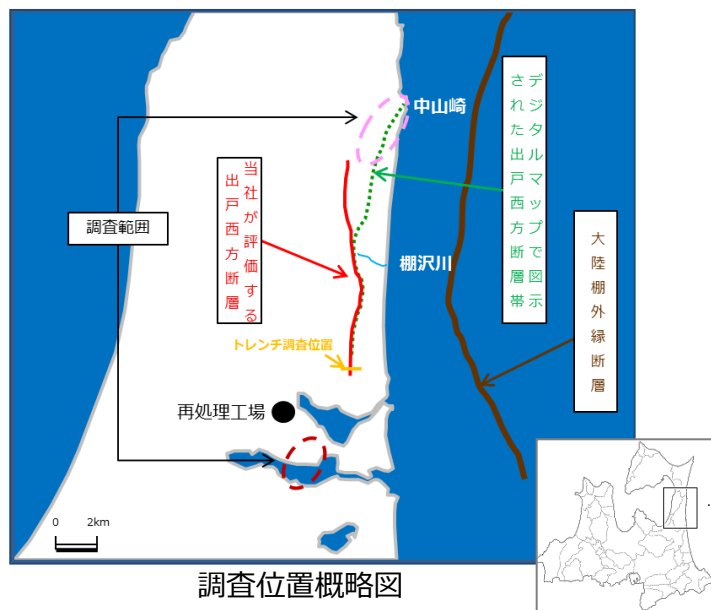 中山崎
デジタルマップで図示
された出戸西方断層帯
当社が評価する
出戸西方断層
調査範囲
棚沢川
大陸棚外縁断層
トレンチ調査位置
再処理工場
0 2km
調査位置概略図